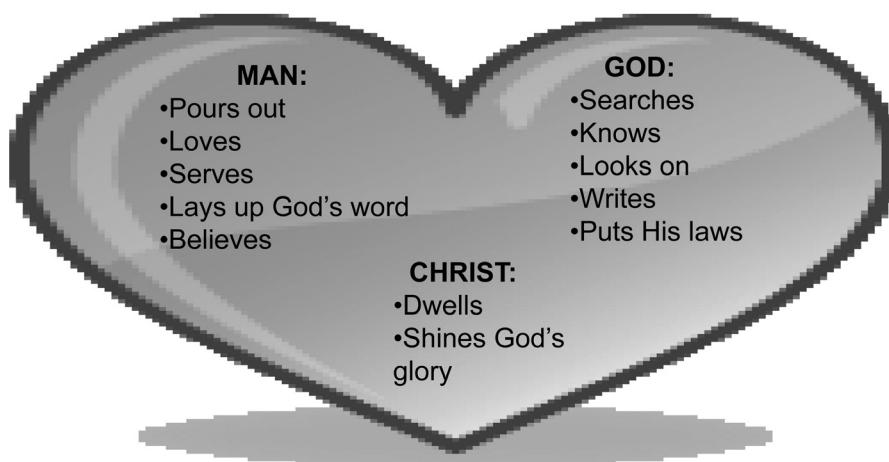 MAN:
•Pours out
•Loves
•Serves
•Lays up God’s word
•Believes
GOD:
•Searches
•Knows
•Looks on
•Writes
•Puts His laws
CHRIST:
•Dwells
•Shines God’s
glory